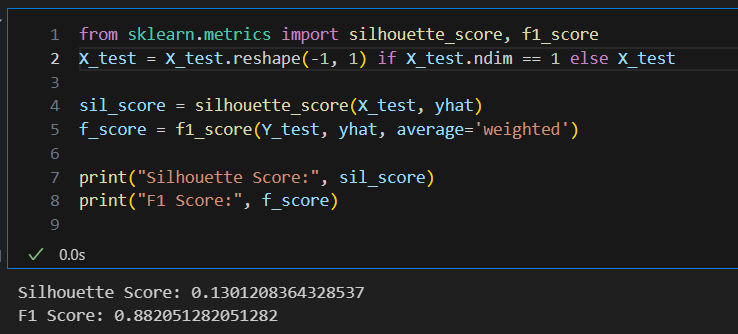 1 from sklearn.metrics import silhouette_score, f1_score
2 X_test = X_test.reshape(-1, 1) if X_test.ndim == 1 else X_test
3
4 sil_score = silhouette_score(X_test, yhat)
5 f_score = f1_score(Y_test, yhat, average='weighted')
6
7 print("Silhouette Score:", sil_score)
8 print("F1 Score:", f_score)
9
0.0s
Silhouette Score: 0.1301208364328537
F1 Score: 0.882051282051282